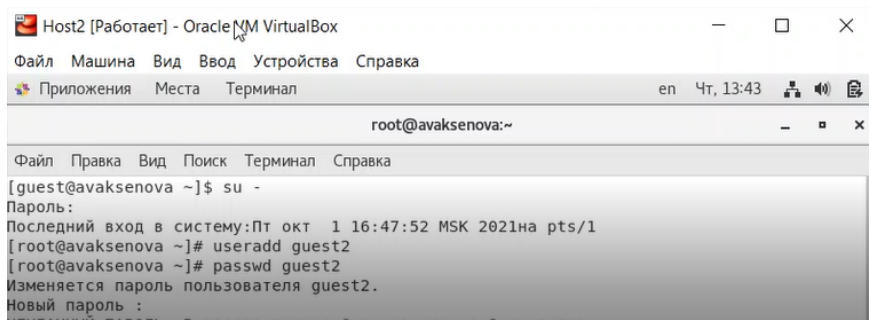 Host2 [Работает] - Oracle VM VirtualBox
Файл Машина Вид Ввод Устройства Справка
Приложения Места Терминал en Чт, 13:43
root@avaksenova:~
Файл Правка Вид Поиск Терминал Справка
[guest@avaksenova ~]$ su -
Пароль:
Последний вход в систему:Пт окт 1 16:47:52 MSK 2021на pts/1
[root@avaksenova ~]# useradd guest2
[root@avaksenova ~]# passwd guest2
Изменяется пароль пользователя guest2.
Новый пароль :